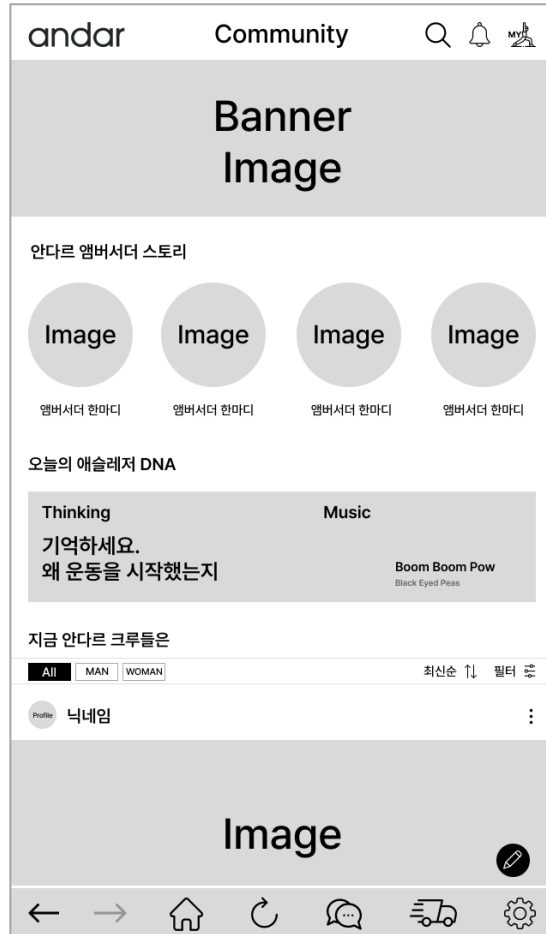 andar
Community
MY
Banner
Image
안다르 앰버서더 스토리
Image
Image
Image
Image
앰버서더 한마디
앰버서더 한마디
앰버서더 한마디
앰버서더 한마디
오늘의 애슬레저 DNA
Thinking
기억하세요.
왜 운동을 시작했는지
Music
Boom Boom Pow
Black Eyed Peas
지금 안다르 크루들은
All
MAN
WOMAN
최신순
필터
Profile
닉네임
Image